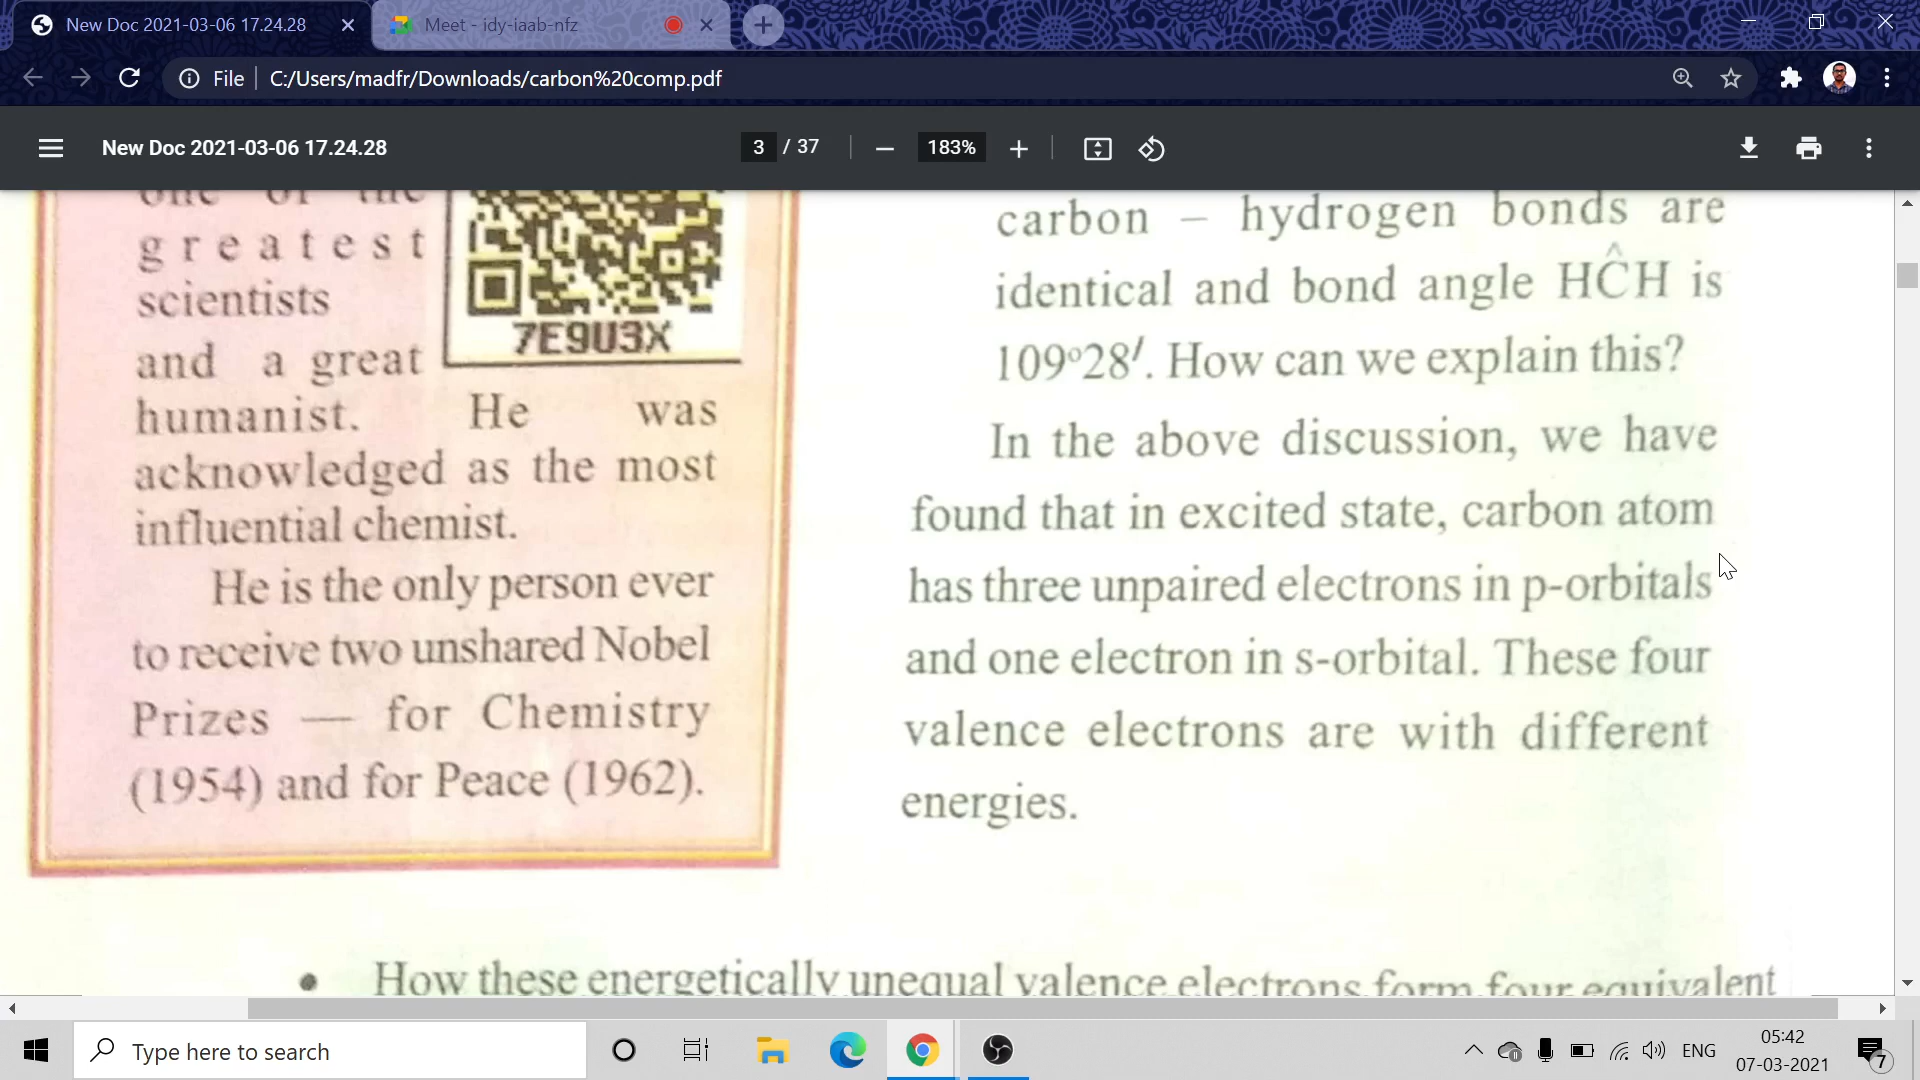 New Doc 2021-03-06 17.24.28
Meet - idy-iaab-nfz
File
C:/Users/madfr/Downloads/carbon%20comp.pdf
New Doc 2021-03-06 17.24.28
3 / 37
183%
one of the
greatest
scientists
and a great
humanist. He was
acknowledged as the most
influential chemist.
He is the only person ever
to receive two unshared Nobel
Prizes — for Chemistry
(1954) and for Peace (1962).
7E9U3X
carbon – hydrogen bonds are
identical and bond angle HĈH is
109°28′. How can we explain this?
In the above discussion, we have
found that in excited state, carbon atom
has three unpaired electrons in p-orbitals
and one electron in s-orbital. These four
valence electrons are with different
energies.
• How these energetically unequal valence electrons form four equivalent
Type here to search
ENG
05:42
07-03-2021
7